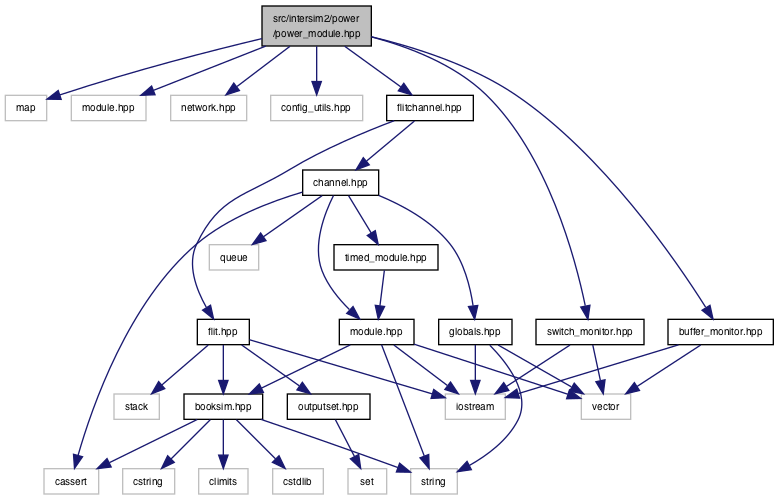 src/intersim2/power
/power_module.hpp
map
module.hpp
network.hpp
config_utils.hpp
flitchannel.hpp
channel.hpp
queue
timed_module.hpp
flit.hpp
module.hpp
globals.hpp
switch_monitor.hpp
buffer_monitor.hpp
stack
booksim.hpp
outputset.hpp
iostream
vector
cassert
cstring
climits
cstdlib
set
string